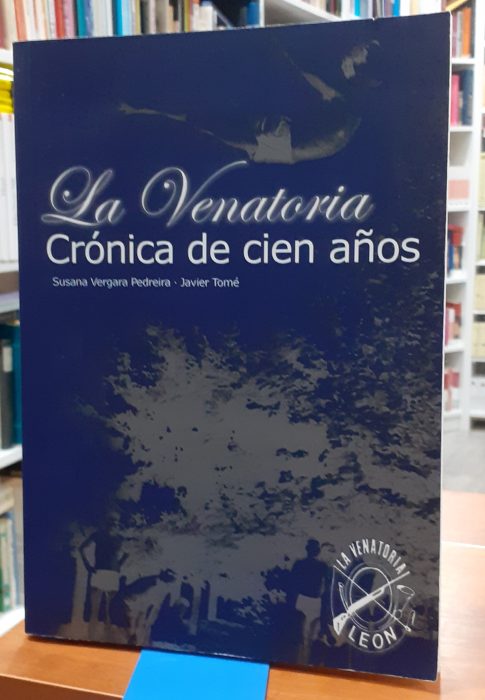 La Venatoria
Crónica de cien años
Susana Vergara Pedreira · Javier Tomé
LA VENATORIA
LEON